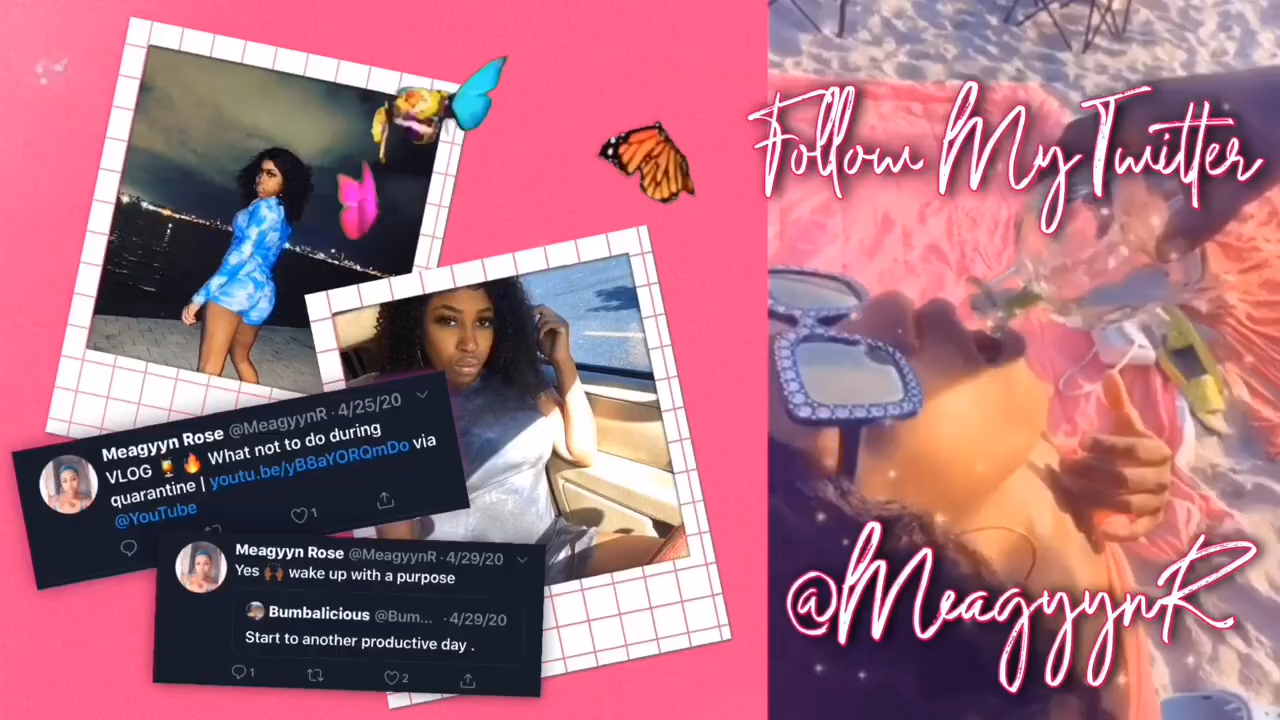 Follow My Twitter
Meagyyn Rose @MeagyynR · 4/25/20
VLOG 🍹🔥 What not to do during
quarantine | youtu.be/yB8aYORQmDo via
@YouTube
1
Meagyyn Rose @MeagyynR · 4/29/20
Yes 🙌🏾 wake up with a purpose
Bumbalicious @Bum... · 4/29/20
Start to another productive day .
1 2
@MeagyynR